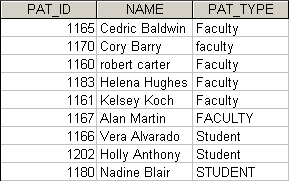 PAT_ID NAME PAT_TYPE
1165 Cedric Baldwin Faculty
1170 Cory Barry faculty
1160 robert carter Faculty
1183 Helena Hughes Faculty
1161 Kelsey Koch Faculty
1167 Alan Martin FACULTY
1166 Vera Alvarado Student
1202 Holly Anthony Student
1180 Nadine Blair STUDENT